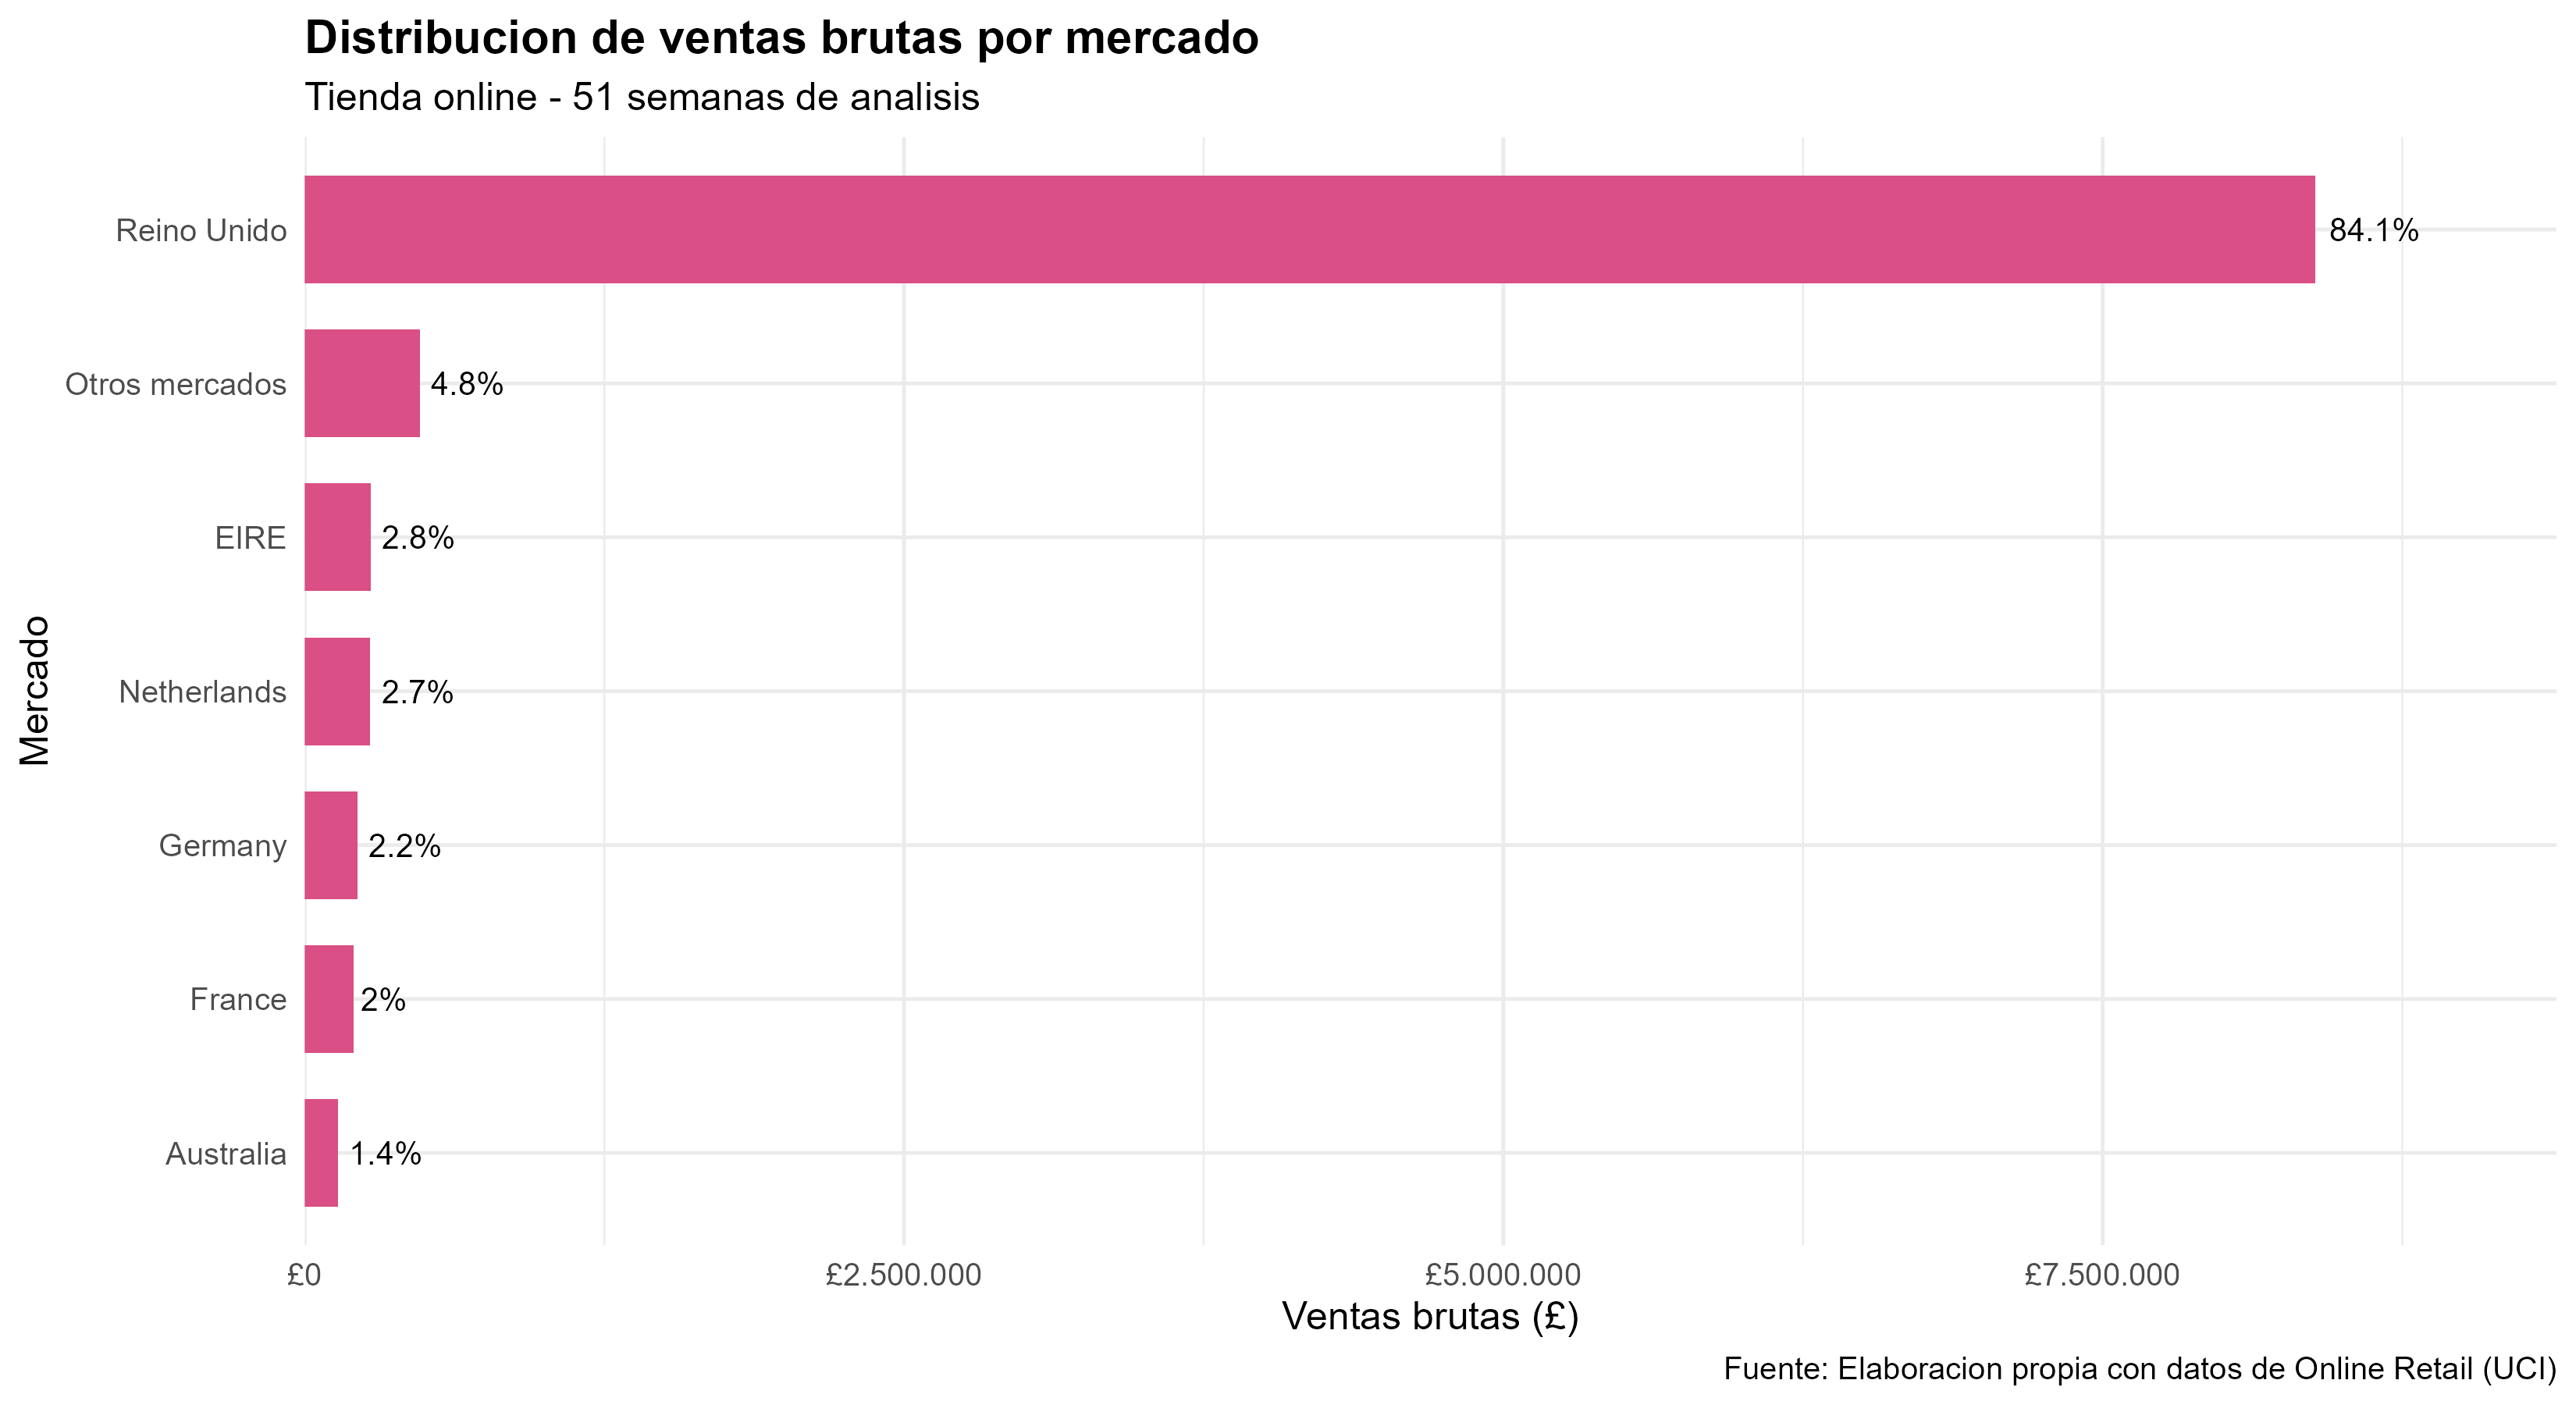 Distribucion de ventas brutas por mercado
Tienda online - 51 semanas de analisis
Mercado
Reino Unido 84.1%
Otros mercados 4.8%
EIRE 2.8%
Netherlands 2.7%
Germany 2.2%
France 2%
Australia 1.4%
£0 £2.500.000 £5.000.000 £7.500.000
Ventas brutas (£)
Fuente: Elaboracion propia con datos de Online Retail (UCI)